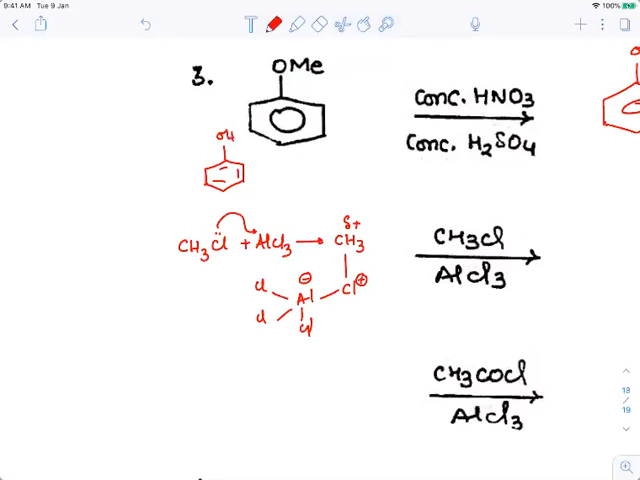 9:41 AM Tue 9 Jan
100%
T
3.
OMe
Conc. HNO3
Conc. H2SO4
OH
CH3Cl + AlCl3 → CH3
δ+
Cl ⊕
⊖
Al
Cl
Cl
Cl
CH3Cl
AlCl3
CH3COCl
AlCl3
18
/
19